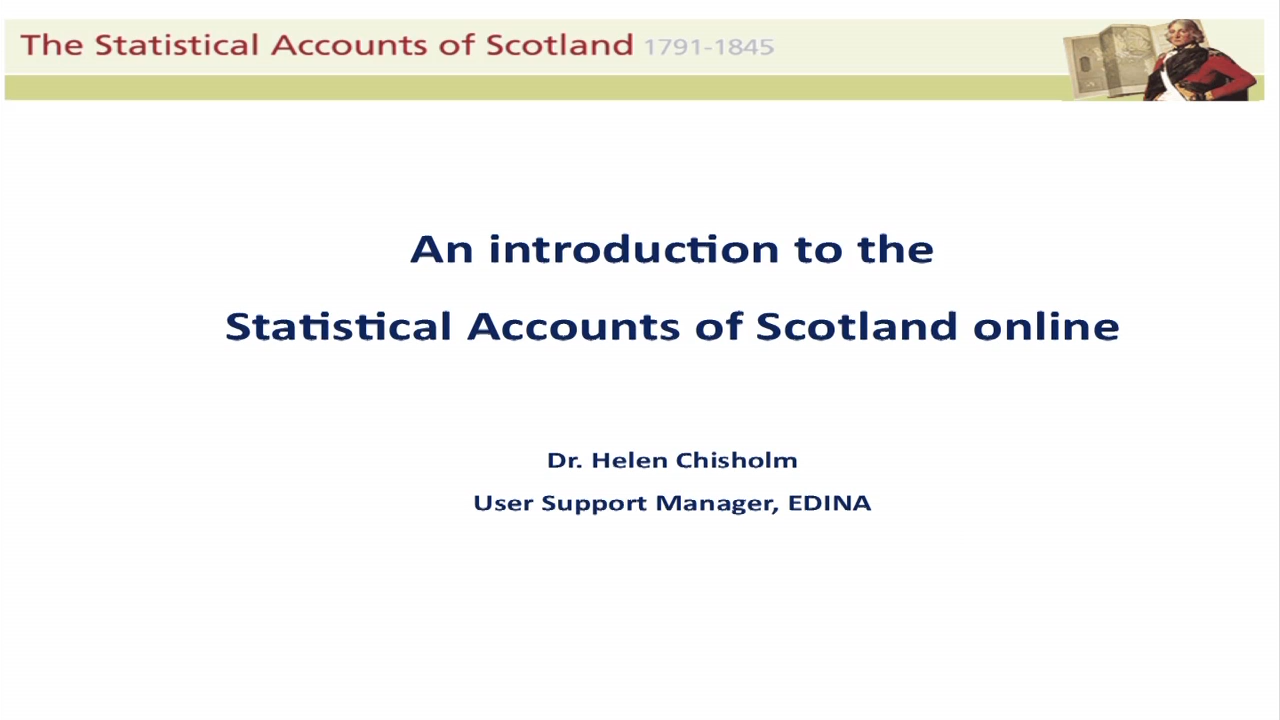 The Statistical Accounts of Scotland 1791-1845
An introduction to the
Statistical Accounts of Scotland online
Dr. Helen Chisholm
User Support Manager, EDINA